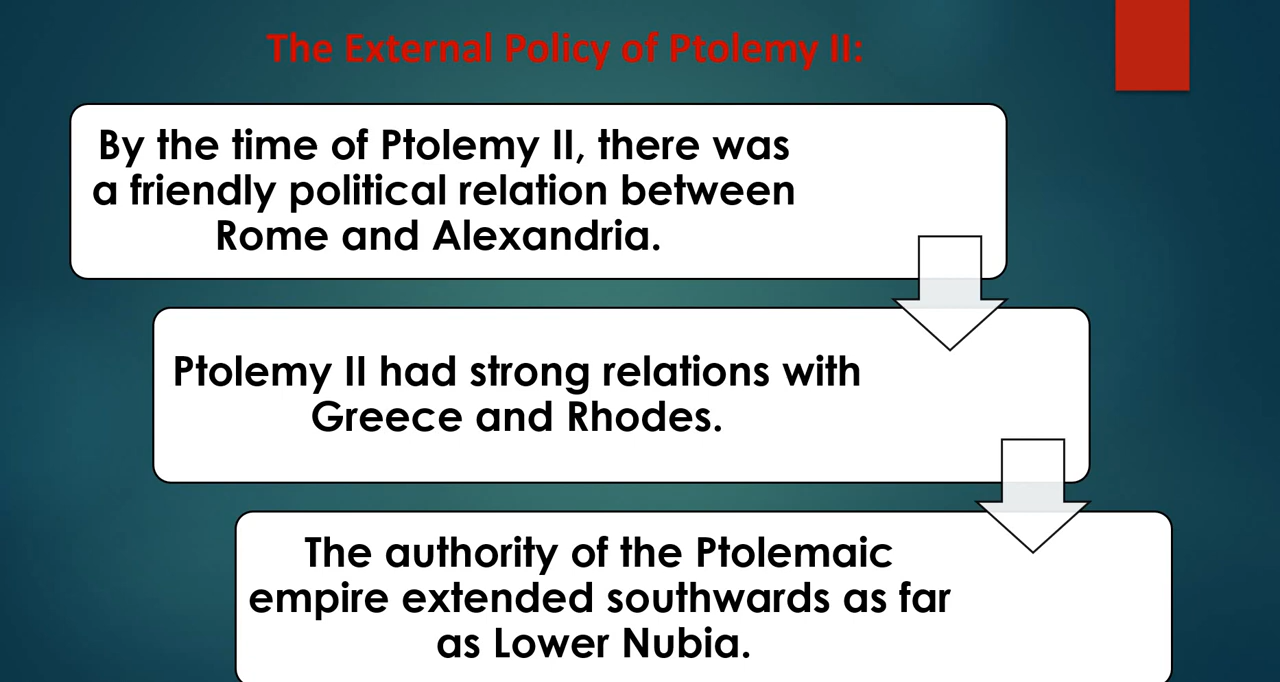 The External Policy of Ptolemy II:
By the time of Ptolemy II, there was
a friendly political relation between
Rome and Alexandria.
Ptolemy II had strong relations with
Greece and Rhodes.
The authority of the Ptolemaic
empire extended southwards as far
as Lower Nubia.